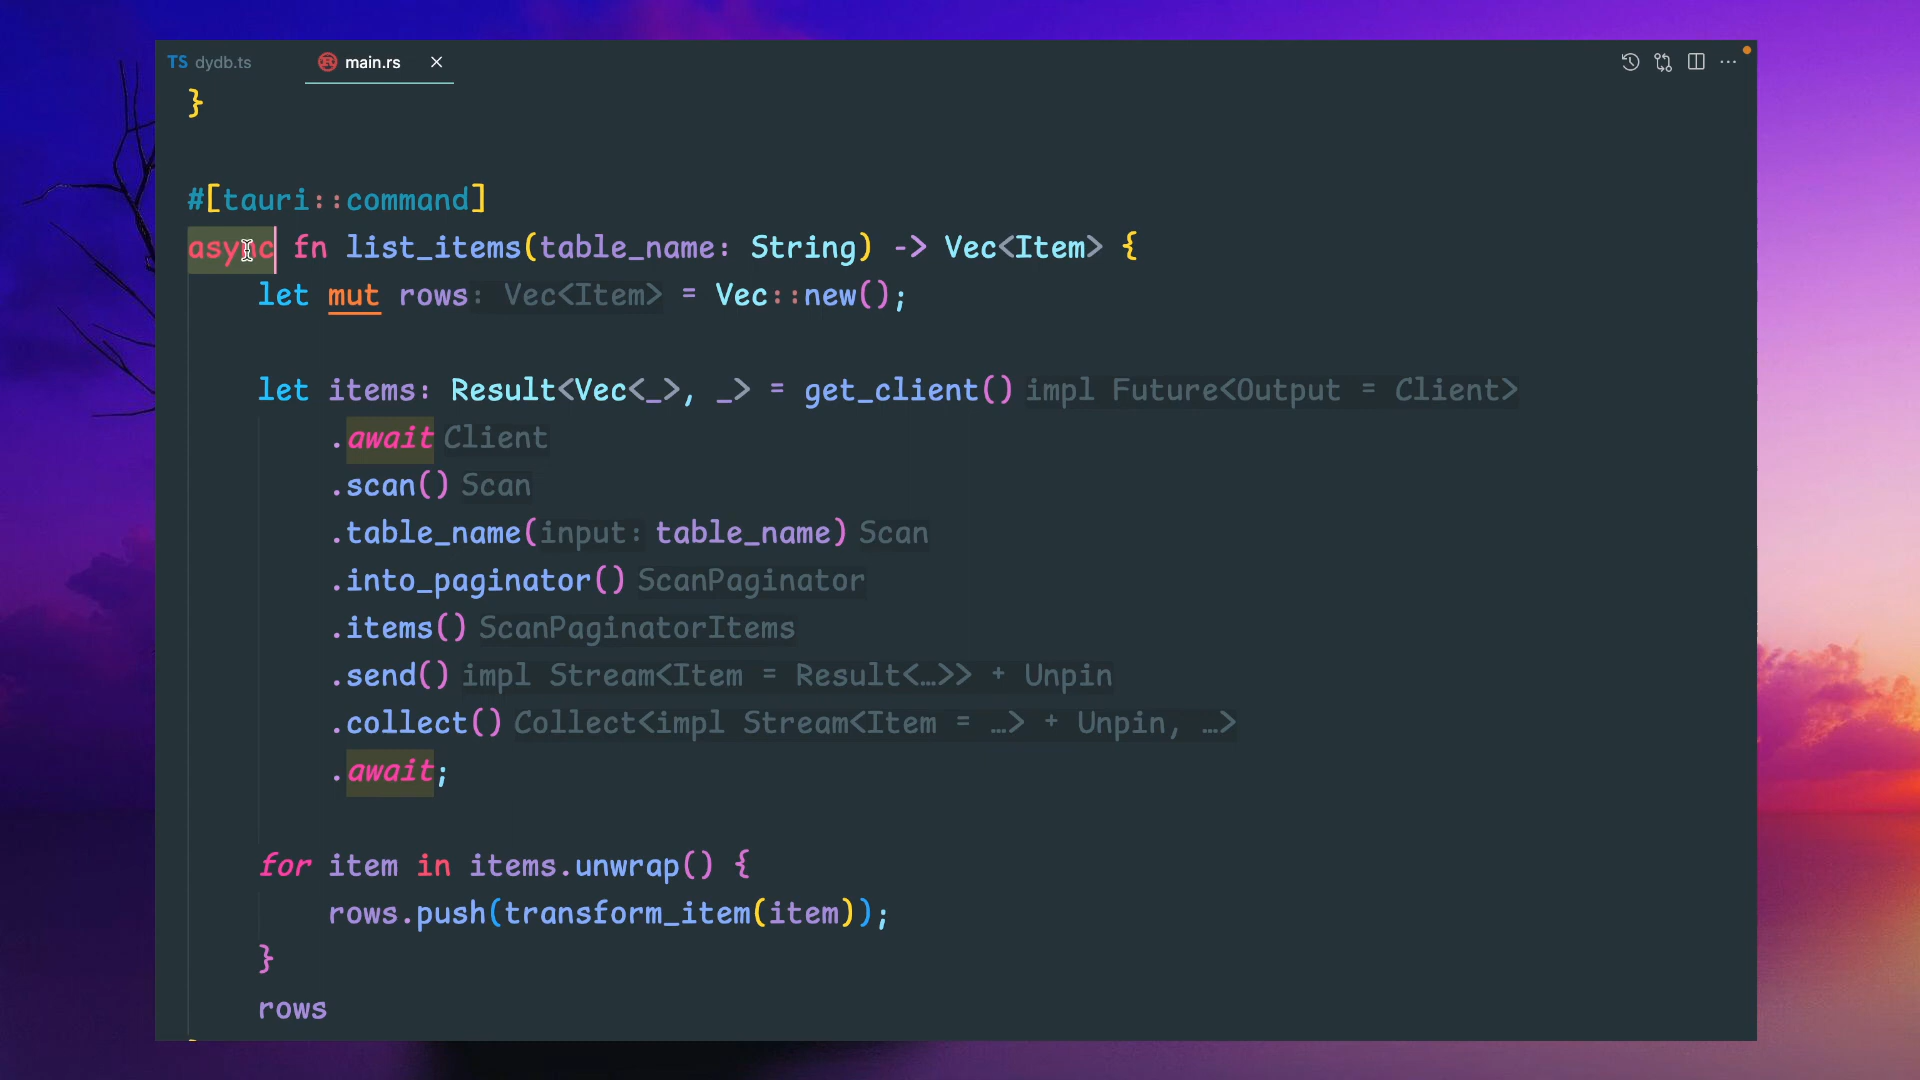 TS dydb.ts main.rs
}
#[tauri::command]
async fn list_items(table_name: String) -> Vec<Item> {
let mut rows: Vec<Item> = Vec::new();
let items: Result<Vec<_>, _> = get_client() impl Future<Output = Client>
.await Client
.scan() Scan
.table_name(input: table_name) Scan
.into_paginator() ScanPaginator
.items() ScanPaginatorItems
.send() impl Stream<Item = Result<…>> + Unpin
.collect() Collect<impl Stream<Item = …> + Unpin, …>
.await;
for item in items.unwrap() {
rows.push(transform_item(item));
}
rows